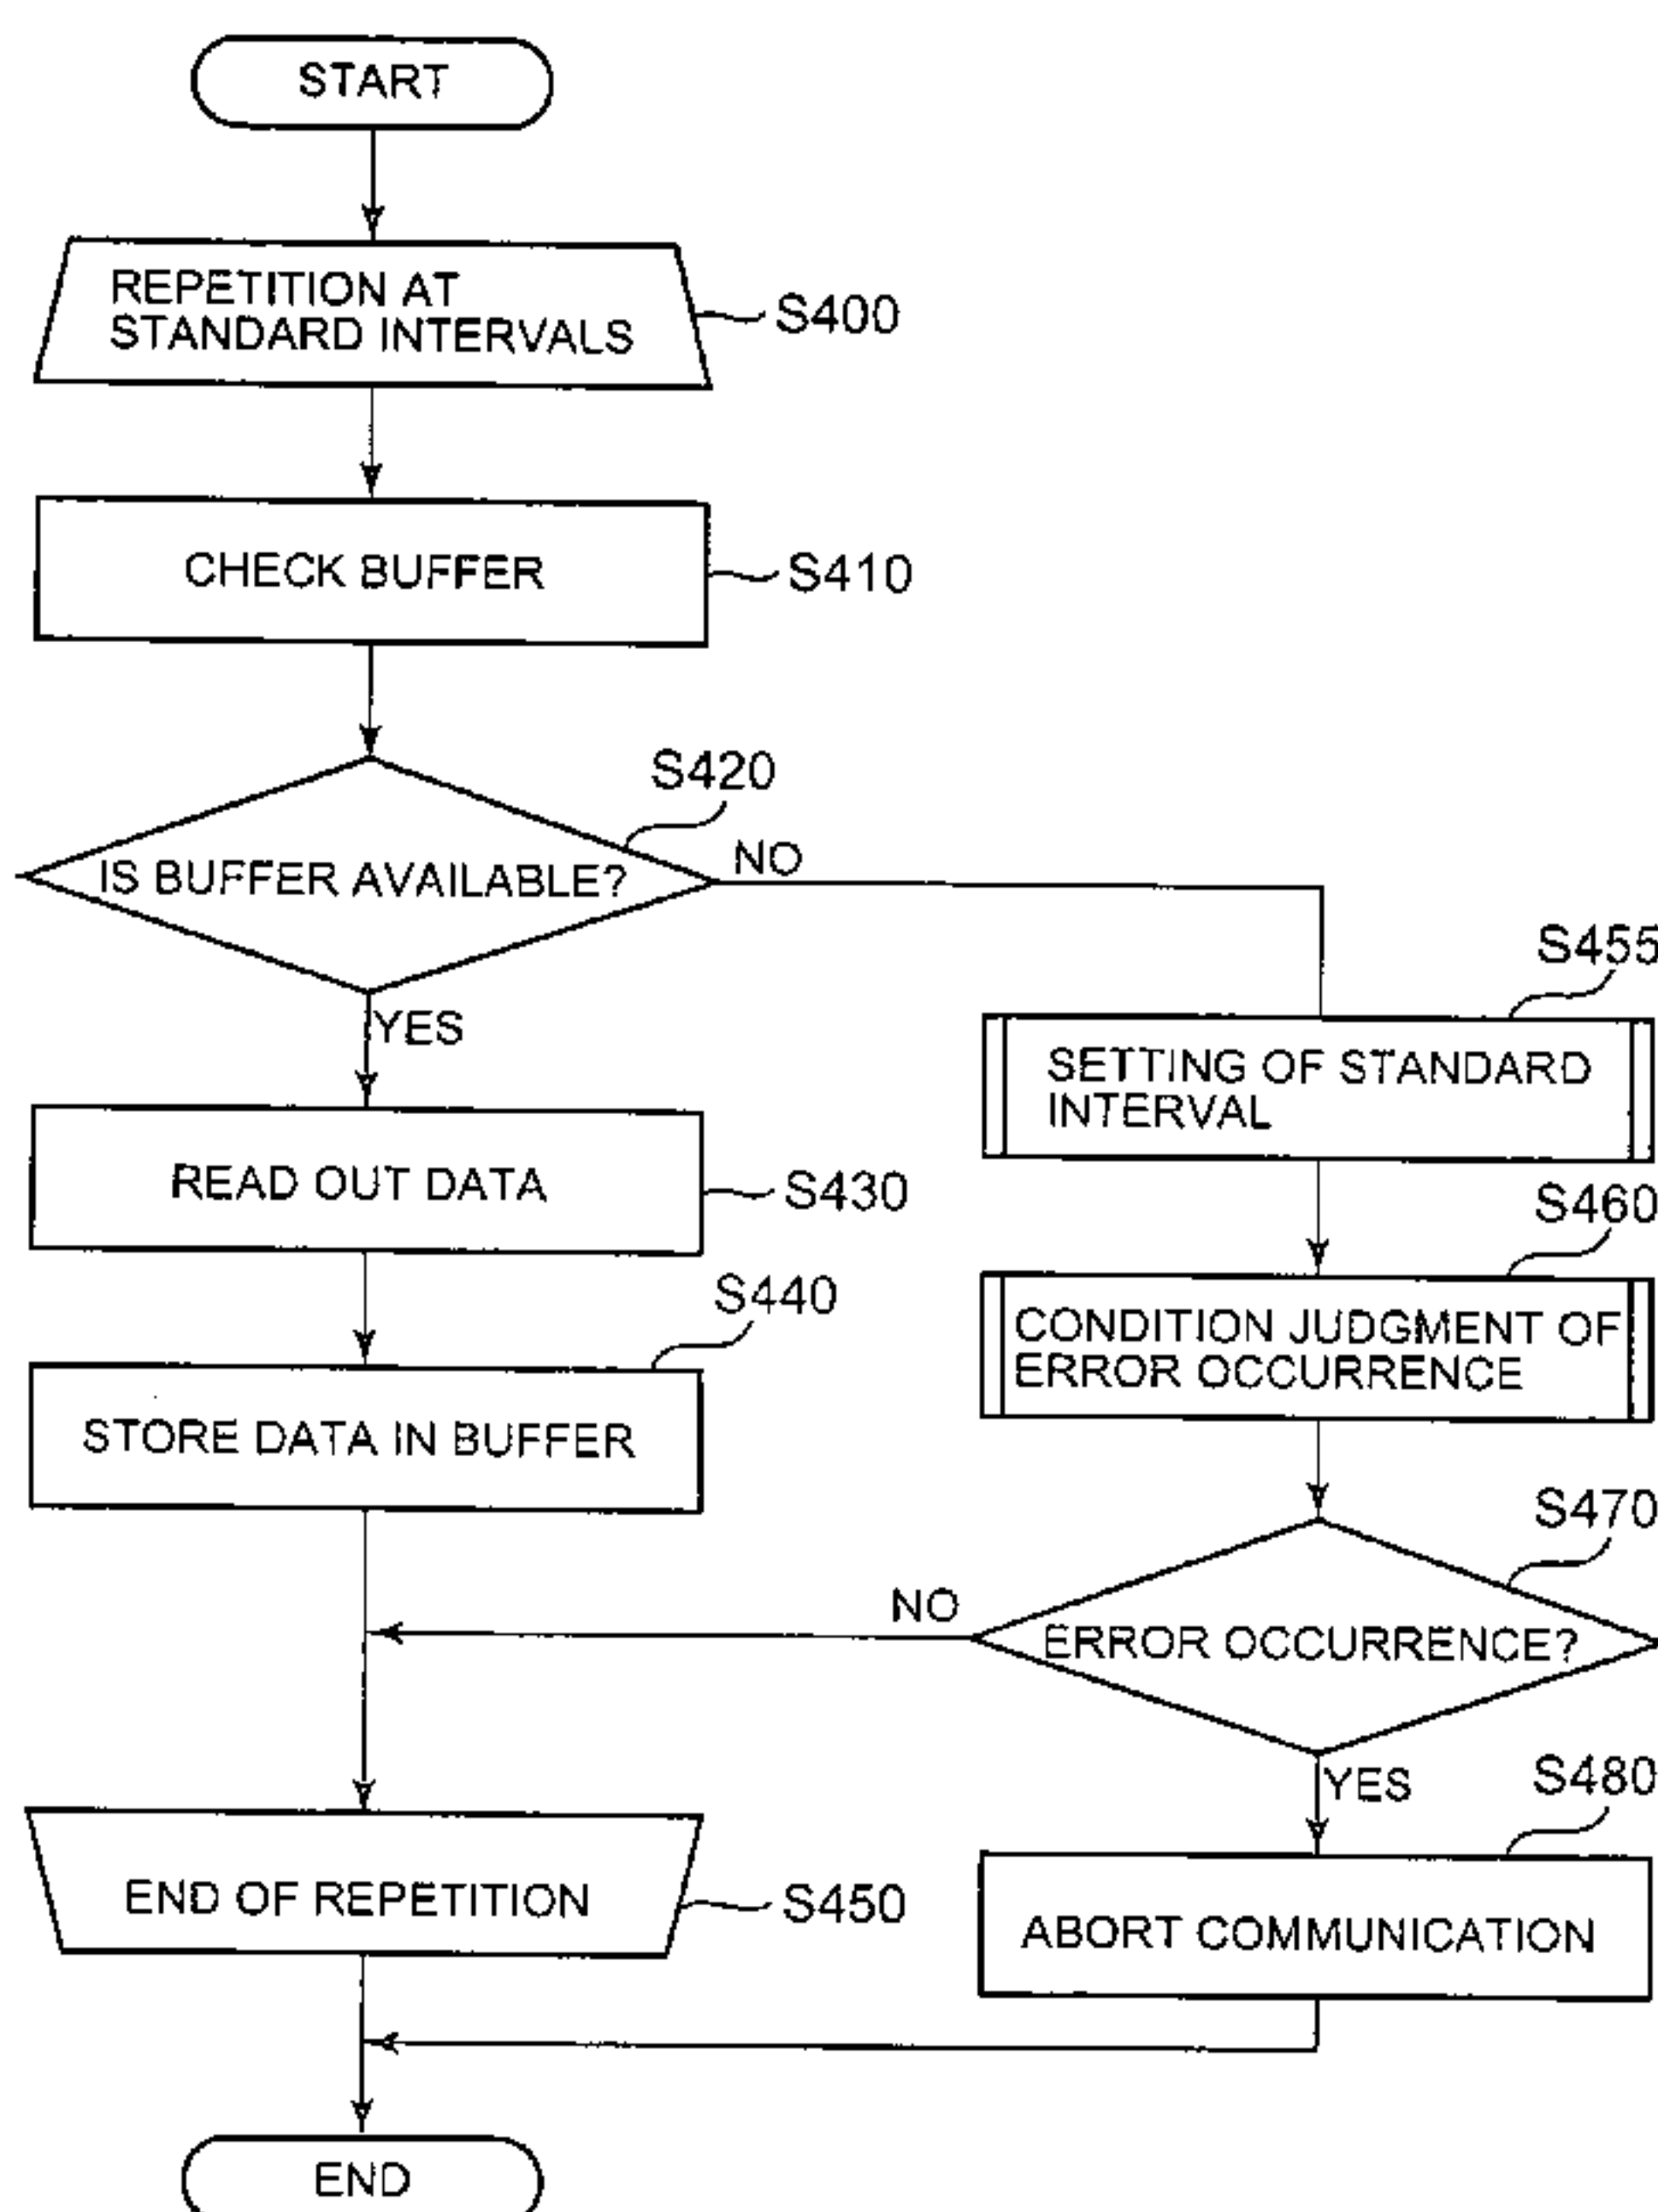 START
REPETITION AT
STANDARD INTERVALS
S400
CHECK BUFFER
S410
S420
IS BUFFER AVAILABLE?
NO
YES
S455
SETTING OF STANDARD
INTERVAL
READ OUT DATA
S430
S460
CONDITION JUDGMENT OF
ERROR OCCURRENCE
S440
STORE DATA IN BUFFER
S470
NO
ERROR OCCURRENCE?
YES
S480
END OF REPETITION
S450
ABORT COMMUNICATION
END